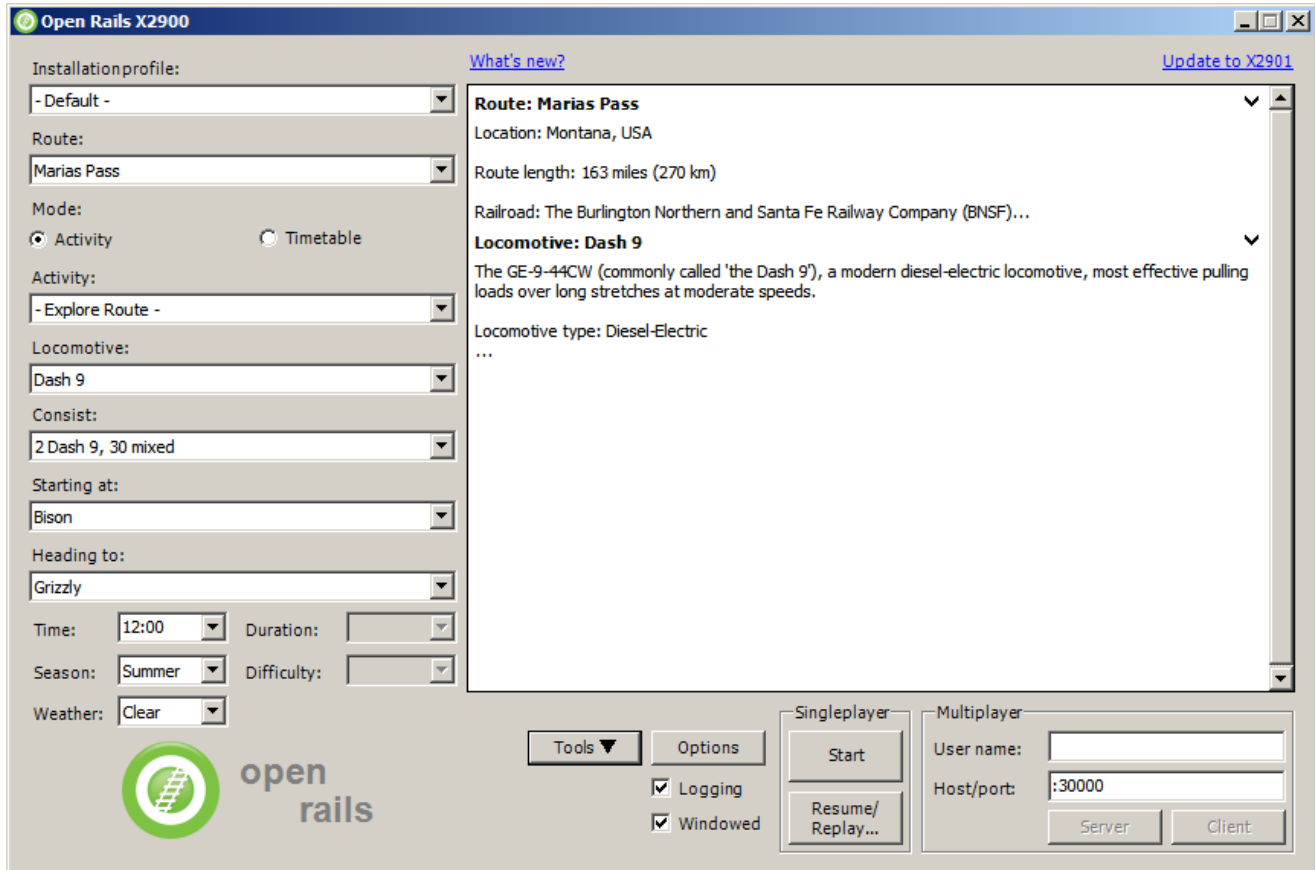 Open Rails X2900
Installation profile:
- Default -
Route:
Marias Pass
Mode:
Activity
Timetable
Activity:
- Explore Route -
Locomotive:
Dash 9
Consist:
2 Dash 9, 30 mixed
Starting at:
Bison
Heading to:
Grizzly
Time: 12:00 Duration:
Season: Summer Difficulty:
Weather: Clear
open
rails
What's new?
Update to X2901
Route: Marias Pass
Location: Montana, USA
Route length: 163 miles (270 km)
Railroad: The Burlington Northern and Santa Fe Railway Company (BNSF)...
Locomotive: Dash 9
The GE-9-44CW (commonly called 'the Dash 9'), a modern diesel-electric locomotive, most effective pulling
loads over long stretches at moderate speeds.
Locomotive type: Diesel-Electric
...
Tools
Options
Logging
Windowed
Singleplayer
Start
Resume/
Replay...
Multiplayer
User name:
Host/port: :30000
Server
Client